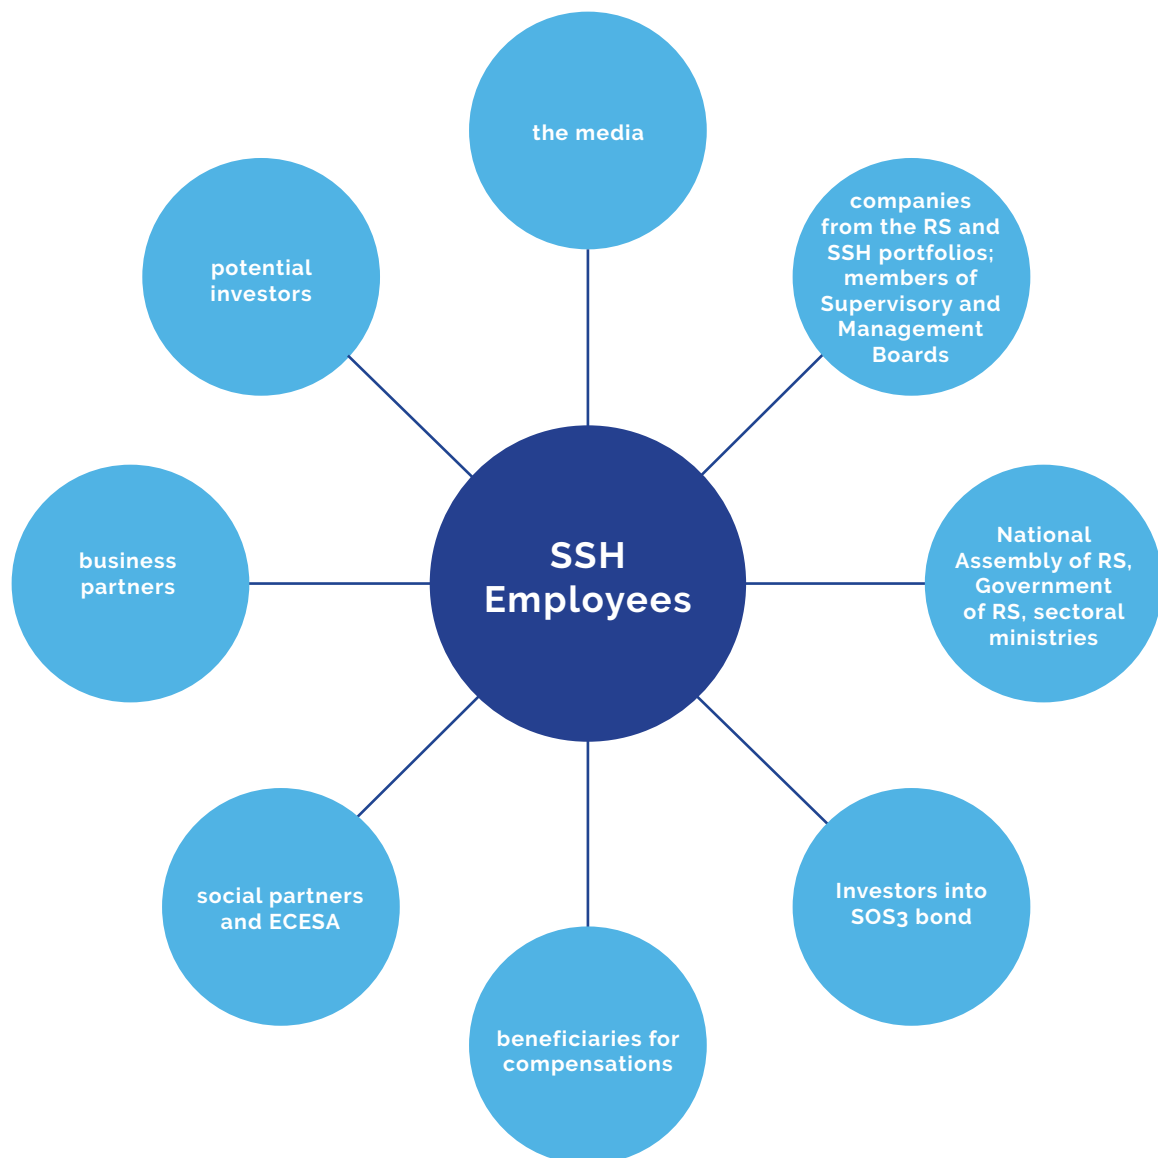 the media
companies
from the RS and
SSH portfolios;
members of
Supervisory and
Management
Boards
potential
investors
National
Assembly of RS,
Government
of RS, sectoral
ministries
SSH
Employees
business
partners
Investors into
SOS3 bond
social partners
and ECESA
beneficiaries for
compensations